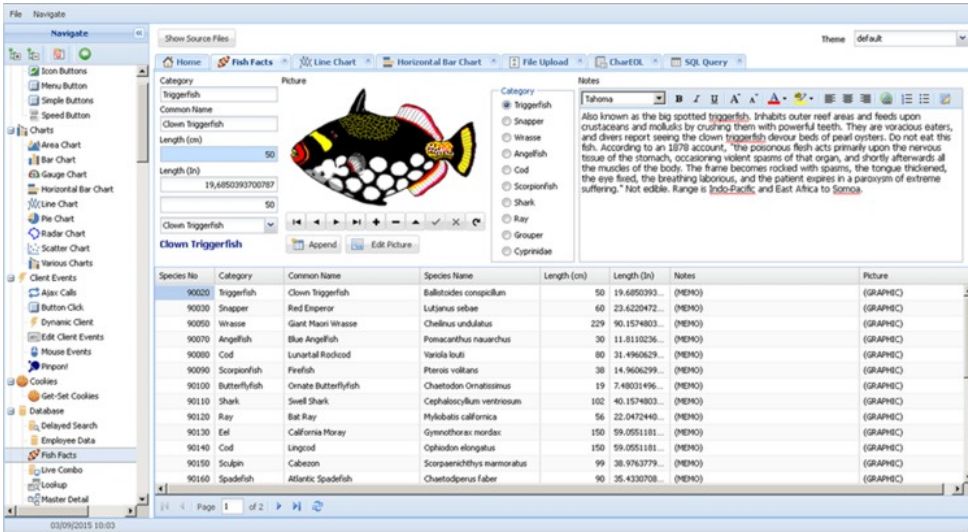 File Navigate
Navigate
Show Source Files
Theme default
Icon Buttons
Menu Button
Simple Buttons
Speed Button
Charts
Area Chart
Bar Chart
Gauge Chart
Horizontal Bar Chart
Line Chart
Pie Chart
Radar Chart
Scatter Chart
Various Charts
Client Events
Ajax Calls
Button Click
Dynamic Client
Edit Client Events
Mouse Events
Pinpon!
Cookies
Get-Set Cookies
Database
Delayed Search
Employee Data
Fish Facts
Live Combo
Lookup
Master Detail
Home Fish Facts Line Chart Horizontal Bar Chart File Upload CharEOL SQL Query
Category
Triggerfish
Common Name
Clown Triggerfish
Length (cm)
50
Length (In)
19,6850393700787
50
Clown Triggerfish
Clown Triggerfish
Picture
Append Edit Picture
Category
Triggerfish
Snapper
Wrasse
Angelfish
Cod
Scorpionfish
Shark
Ray
Grouper
Cyprinidae
Notes
Tahoma B I U A A A
Also known as the big spotted triggerfish. Inhabits outer reef areas and feeds upon
crustaceans and mollusks by crushing them with powerful teeth. They are voracious eaters,
and divers report seeing the clown triggerfish devour beds of pearl oysters. Do not eat this
fish. According to an 1878 account, "the poisonous flesh acts primarily upon the nervous
tissue of the stomach, occasioning violent spasms of that organ, and shortly afterwards all
the muscles of the body. The frame becomes rocked with spasms, the tongue thickened,
the eye fixed, the breathing laborious, and the patient expires in a paroxysm of extreme
suffering." Not edible. Range is Indo-Pacific and East Africa to Somoa.
Species No Category Common Name Species Name Length (cm) Length (In) Notes Picture
90020 Triggerfish Clown Triggerfish Ballistoides conspicillum 50 19.6850393... (MEMO) (GRAPHIC)
90030 Snapper Red Emperor Lutjanus sebae 60 23.6220472... (MEMO) (GRAPHIC)
90050 Wrasse Giant Maori Wrasse Cheilinus undulatus 229 90.1574803... (MEMO) (GRAPHIC)
90070 Angelfish Blue Angelfish Pomacanthus nauarchus 30 11.8110236... (MEMO) (GRAPHIC)
90080 Cod Lunartail Rockcod Variola louti 80 31.4960629... (MEMO) (GRAPHIC)
90090 Scorpionfish Firefish Pterois volitans 38 14.9606299... (MEMO) (GRAPHIC)
90100 Butterflyfish Ornate Butterflyfish Chaetodon Ornatissimus 19 7.48031496... (MEMO) (GRAPHIC)
90110 Shark Swell Shark Cephaloscyllium ventriosum 102 40.1574803... (MEMO) (GRAPHIC)
90120 Ray Bat Ray Myliobatis californica 56 22.0472440... (MEMO) (GRAPHIC)
90130 Eel California Moray Gymnothorax mordax 150 59.0551181... (MEMO) (GRAPHIC)
90140 Cod Lingcod Ophiodon elongatus 150 59.0551181... (MEMO) (GRAPHIC)
90150 Sculpin Cabezon Scorpaenichthys marmoratus 99 38.9763779... (MEMO) (GRAPHIC)
90160 Spadefish Atlantic Spadefish Chaetodiperus faber 90 35.4330708... (MEMO) (GRAPHIC)
Page 1 of 2
03/09/2015 10:03